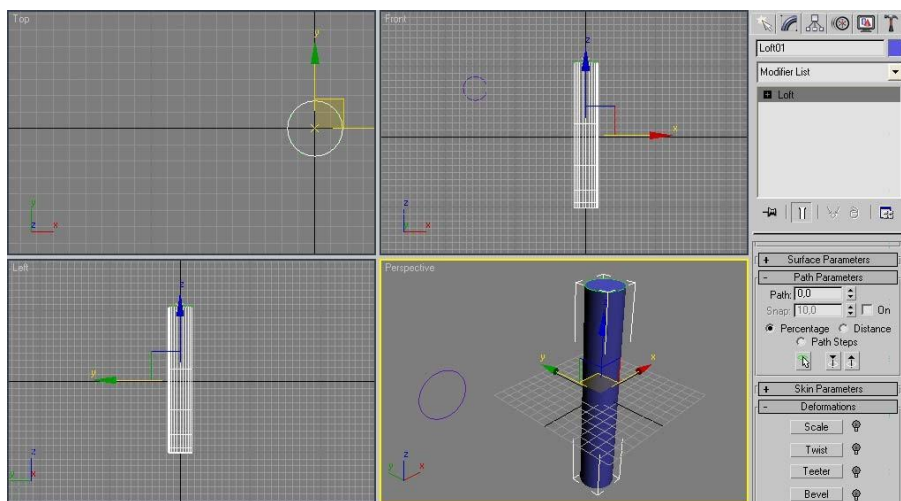 Top
y
z
y
x
Front
z
x
z
x
Left
z
y
z
y
x
Perspective
y
x
z
y
x
Loft01
Modifier List
Loft
+ Surface Parameters
- Path Parameters
Path: 0,0
Snap: 10,0 On
Percentage Distance
Path Steps
+ Skin Parameters
- Deformations
Scale
Twist
Teeter
Bevel